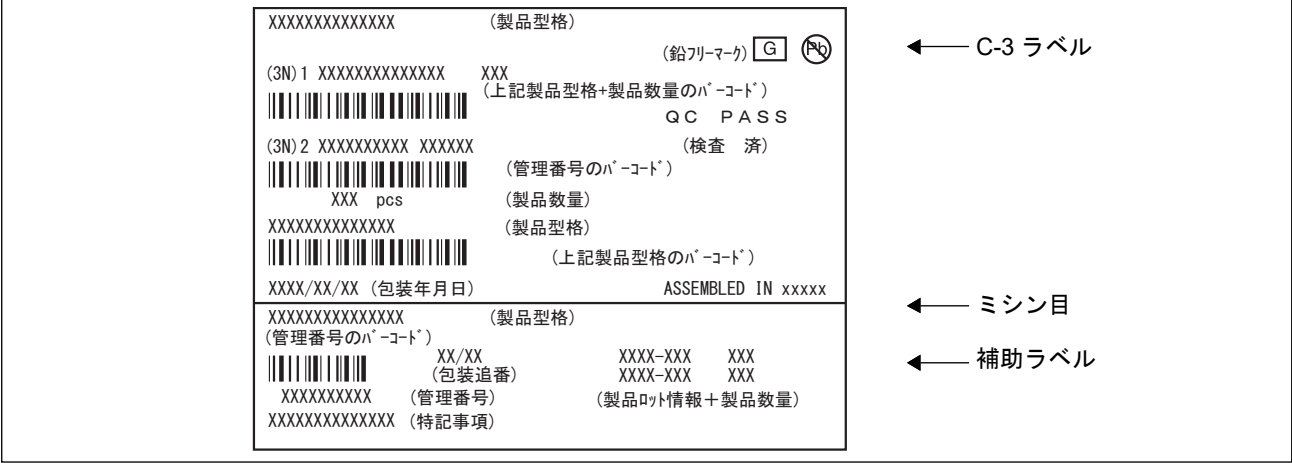 XXXXXXXXXXXXXX (製品型格)
(鉛ﾌﾘｰﾏｰｸ) G Pb
C-3 ラベル
(3N)1 XXXXXXXXXXXXXX XXX
(上記製品型格+製品数量のﾊﾞｰｺｰﾄﾞ)
QC PASS
(3N)2 XXXXXXXXXX XXXXXX (検査 済)
(管理番号のﾊﾞｰｺｰﾄﾞ)
XXX pcs (製品数量)
XXXXXXXXXXXXXX (製品型格)
(上記製品型格のﾊﾞｰｺｰﾄﾞ)
XXXX/XX/XX (包装年月日) ASSEMBLED IN xxxxx
ミシン目
XXXXXXXXXXXXXXX (製品型格)
(管理番号のﾊﾞｰｺｰﾄﾞ)
XX/XX XXXX-XXX XXX
補助ラベル
(包装追番) XXXX-XXX XXX
XXXXXXXXXX (管理番号) (製品ﾛｯﾄ情報＋製品数量)
XXXXXXXXXXXXXX (特記事項)